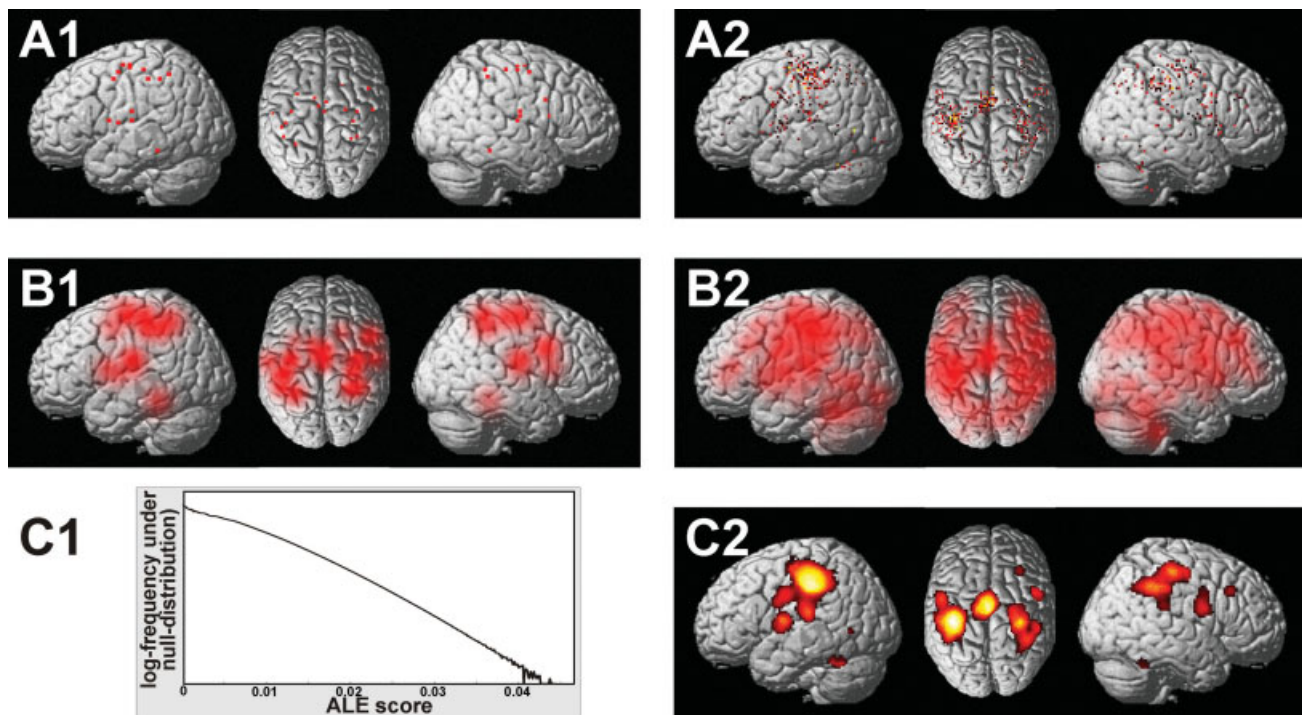 A1
A2
B1
B2
C1
log-frequency under
null-distribution)
0
0.01
0.02
0.03
0.04
ALE score
C2